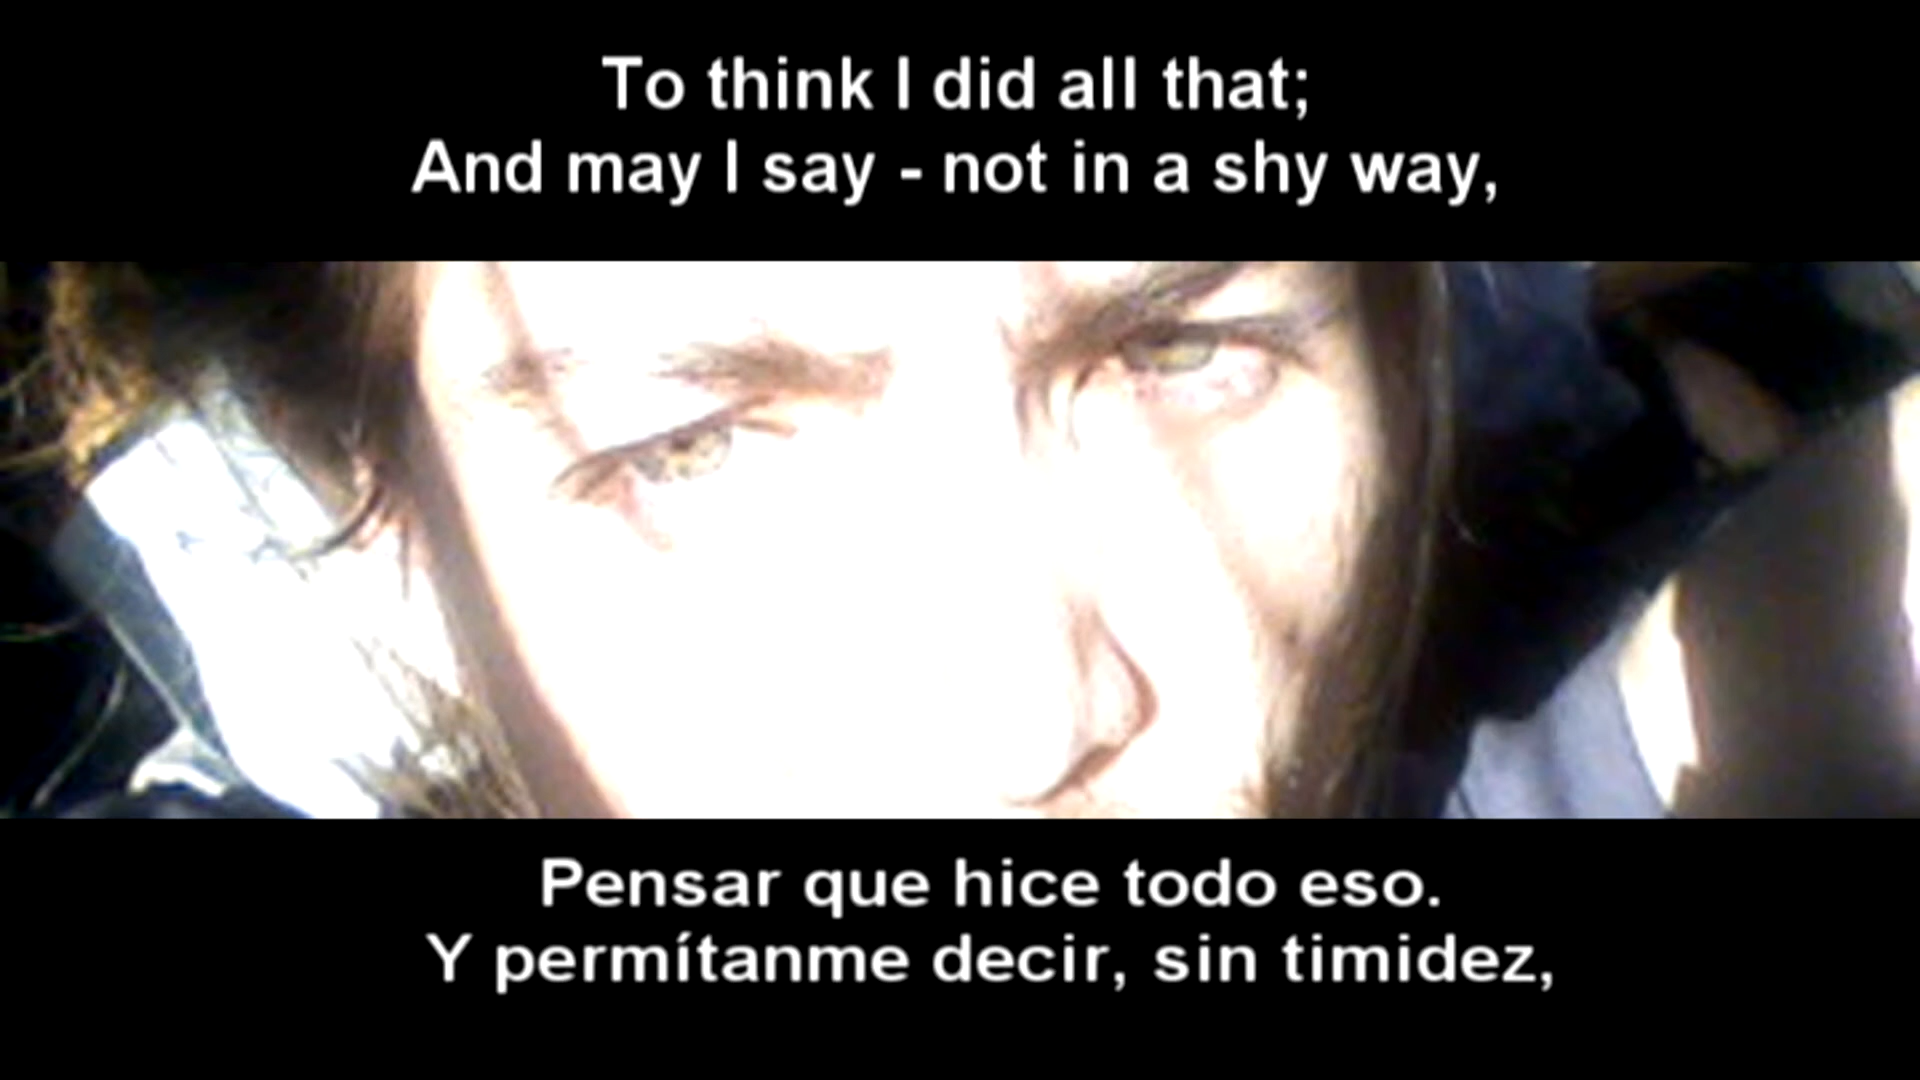 To think I did all that;
And may I say - not in a shy way,
Pensar que hice todo eso.
Y permítanme decir, sin timidez,